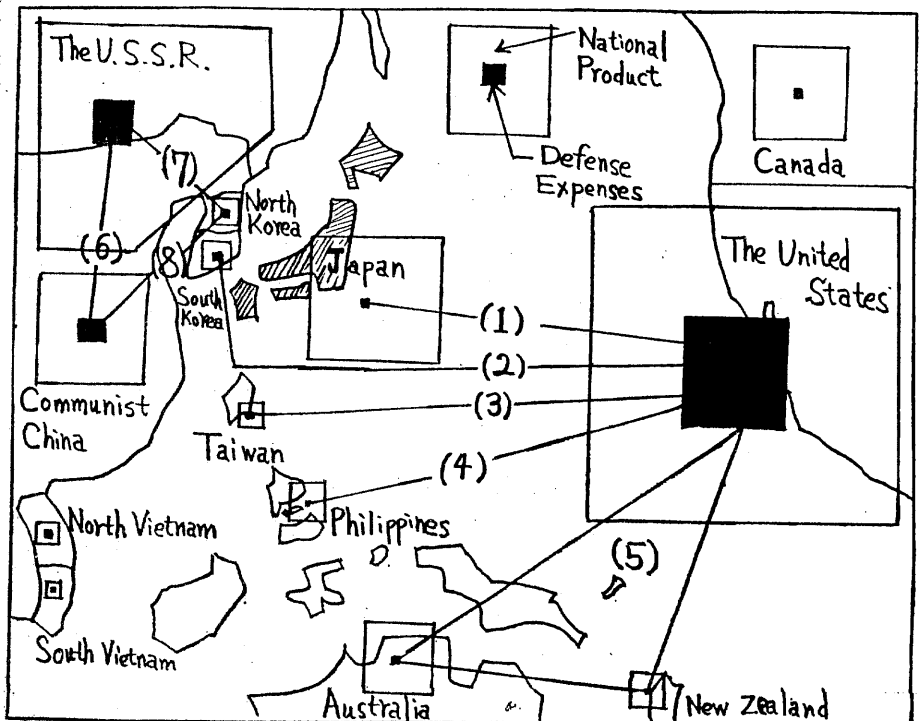 The U.S.S.R.
National
Product
Defense
Expenses
Canada
(7)
North
Korea
The United
States
(6)
(8)
Japan
South
Korea
(1)
(2)
(3)
(4)
(5)
Communist
China
Taiwan
North Vietnam
Philippines
South Vietnam
Australia
New Zealand